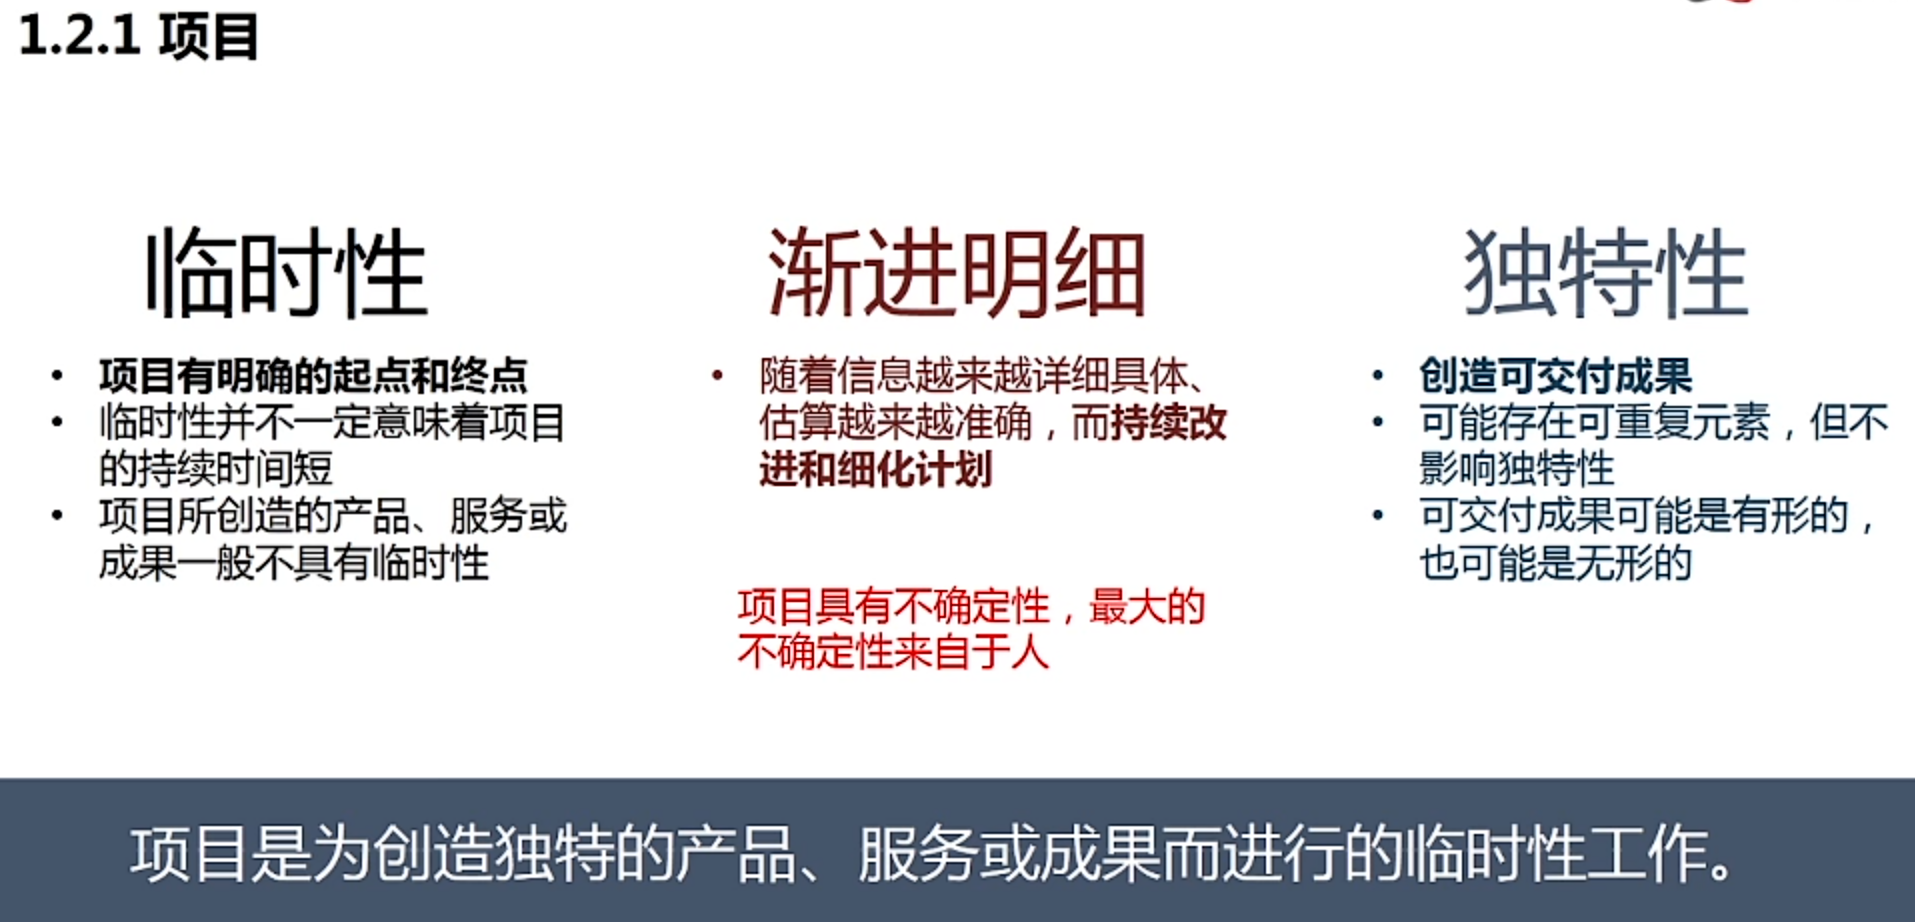 1.2.1 项目
临时性
• 项目有明确的起点和终点
• 临时性并不一定意味着项目
的持续时间短
• 项目所创造的产品、服务或
成果一般不具有临时性
渐进明细
• 随着信息越来越详细具体、
估算越来越准确，而持续改
进和细化计划
项目具有不确定性，最大的
不确定性来自于人
独特性
• 创造可交付成果
• 可能存在可重复元素，但不
影响独特性
• 可交付成果可能是有形的，
也可能是无形的
项目是为创造独特的产品、服务或成果而进行的临时性工作。